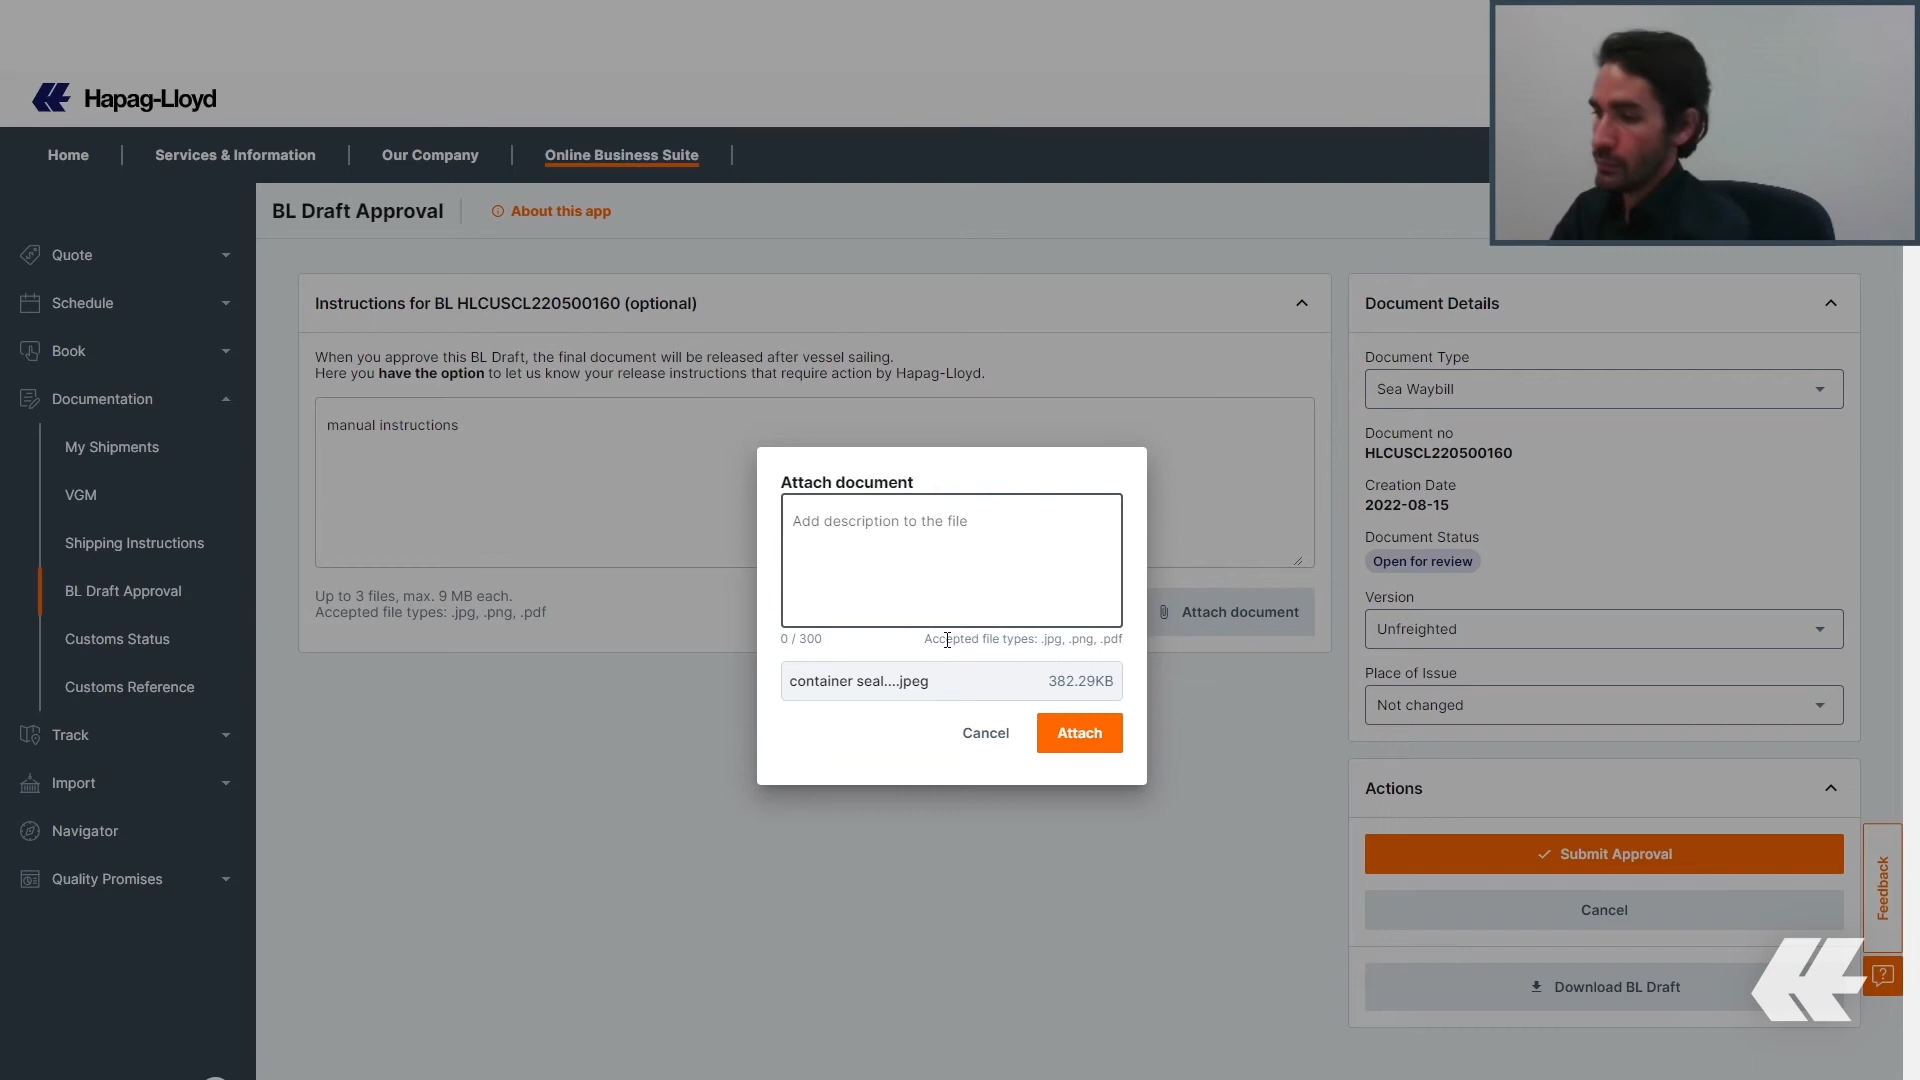 Hapag-Lloyd
Home
Services & Information
Our Company
Online Business Suite
BL Draft Approval
About this app
Quote
Schedule
Book
Documentation
My Shipments
VGM
Shipping Instructions
BL Draft Approval
Customs Status
Customs Reference
Track
Import
Navigator
Quality Promises
Instructions for BL HLCUSCL220500160 (optional)
When you approve this BL Draft, the final document will be released after vessel sailing.
Here you have the option to let us know your release instructions that require action by Hapag-Lloyd.
manual instructions
Up to 3 files, max. 9 MB each.
Accepted file types: .jpg, .png, .pdf
Attach document
Attach document
Add description to the file
0 / 300
Accepted file types: .jpg, .png, .pdf
container seal....jpeg
382.29KB
Cancel
Attach
Document Details
Document Type
Sea Waybill
Document no
HLCUSCL220500160
Creation Date
2022-08-15
Document Status
Open for review
Version
Unfreighted
Place of Issue
Not changed
Actions
Submit Approval
Cancel
Download BL Draft
Feedback